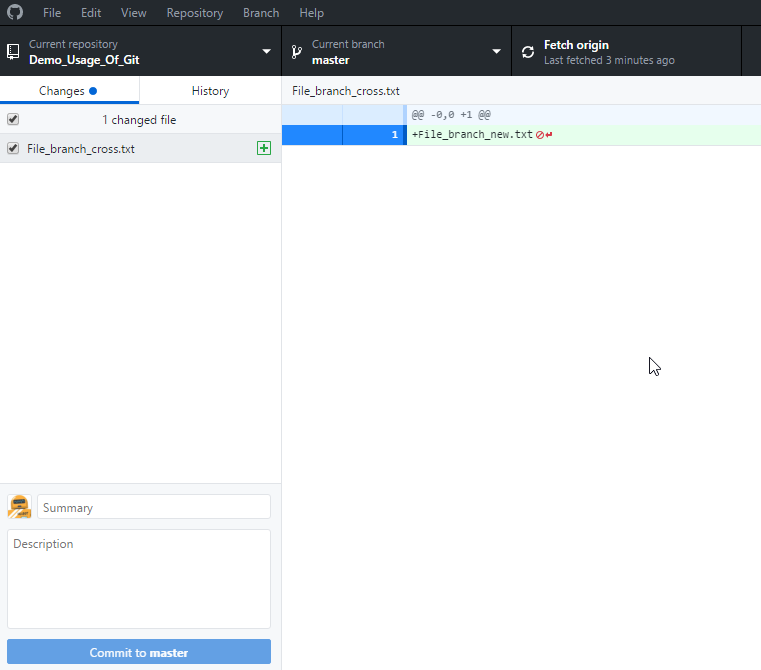 File Edit View Repository Branch Help
Current repository
Demo_Usage_Of_Git
Current branch
master
Fetch origin
Last fetched 3 minutes ago
Changes
History
File_branch_cross.txt
1 changed file
@@ -0,0 +1 @@
1 +File_branch_new.txt
File_branch_cross.txt
Summary
Description
Commit to master